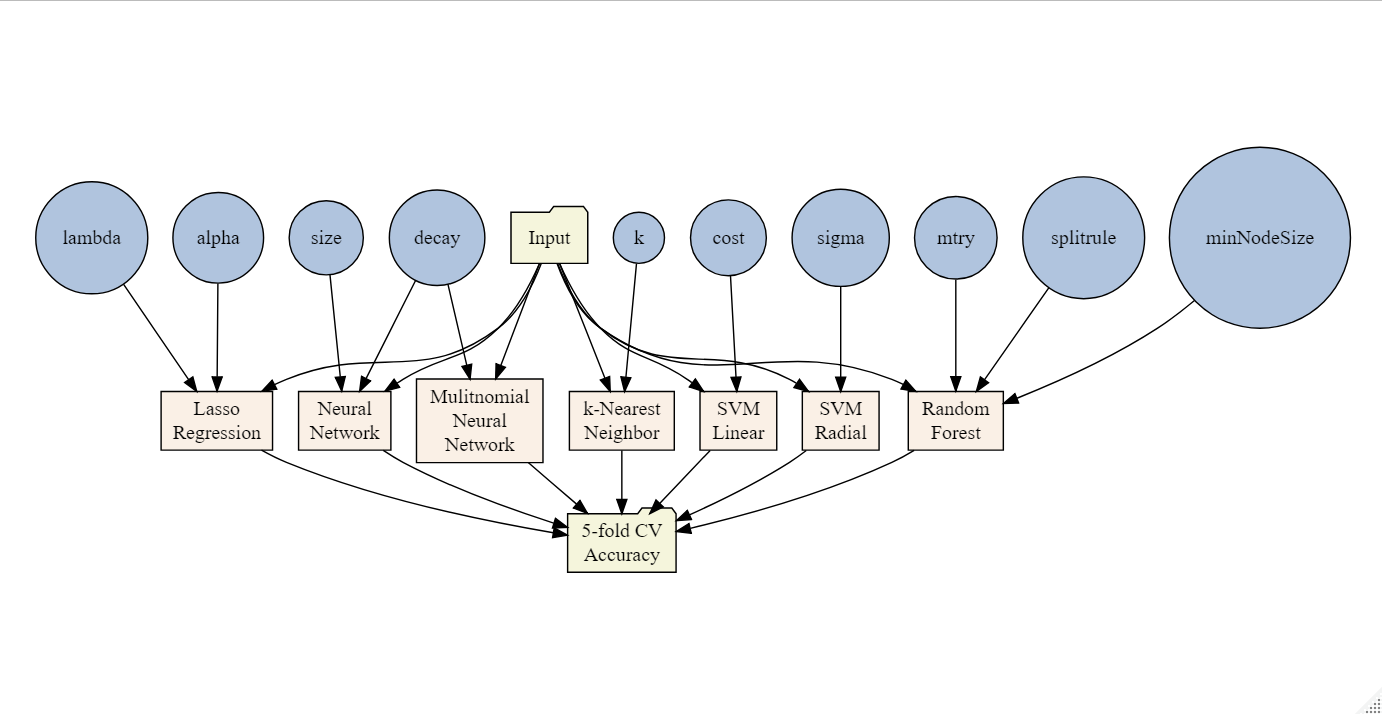 lambda
alpha
size
decay
Input
k
cost
sigma
mtry
splitrule
minNodeSize
Lasso
Regression
Neural
Network
Mulitnomial
Neural
Network
k-Nearest
Neighbor
SVM
Linear
SVM
Radial
Random
Forest
5-fold CV
Accuracy